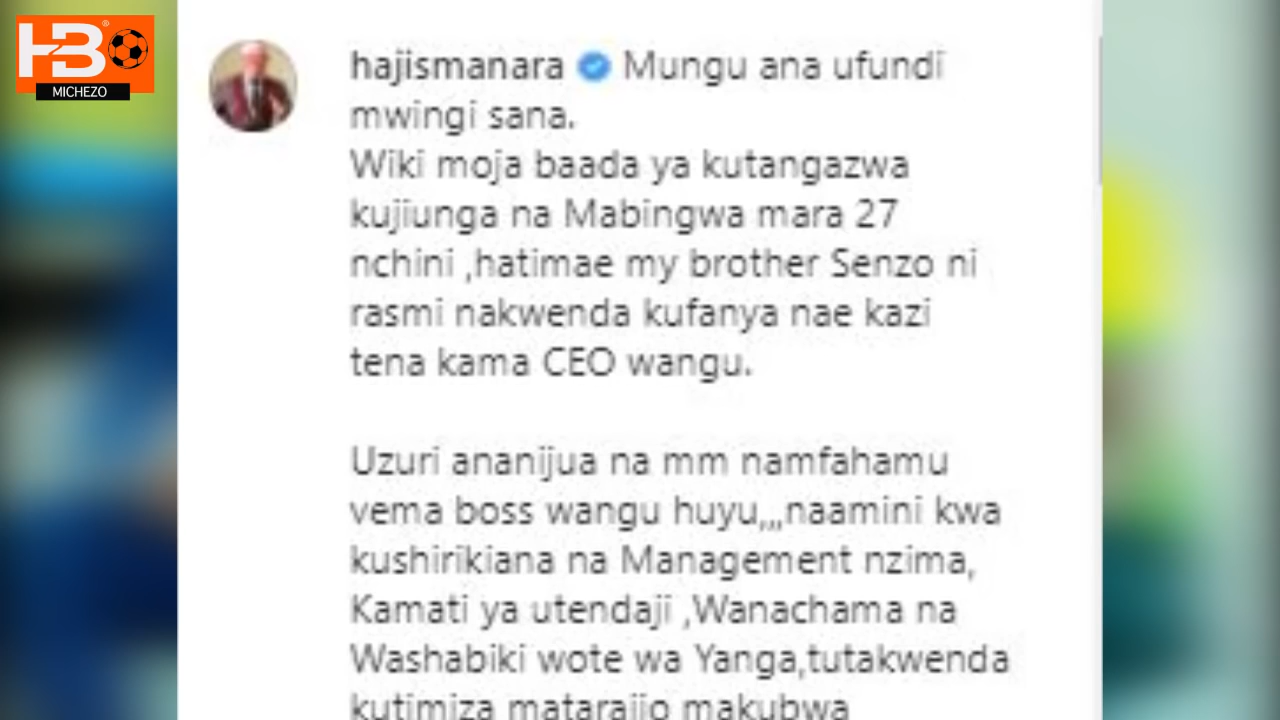 HB
MICHEZO
hajismanara Mungu ana ufundi
mwingi sana.
Wiki moja baada ya kutangazwa
kujiunga na Mabingwa mara 27
nchini ,hatimae my brother Senzo ni
rasmi nakwenda kufanya nae kazi
tena kama CEO wangu.
Uzuri ananijua na mm namfahamu
vema boss wangu huyu,,,naamini kwa
kushirikiana na Management nzima,
Kamati ya utendaji ,Wanachama na
Washabiki wote wa Yanga,tutakwenda
kutimiza matarajio makubwa